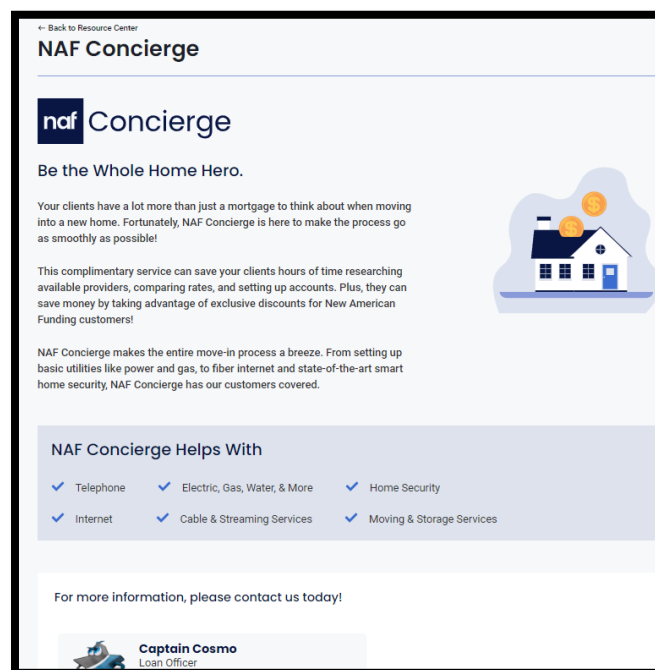 ← Back to Resource Center
NAF Concierge
naf Concierge
Be the Whole Home Hero.
Your clients have a lot more than just a mortgage to think about when moving
into a new home. Fortunately, NAF Concierge is here to make the process go
as smoothly as possible!
This complimentary service can save your clients hours of time researching
available providers, comparing rates, and setting up accounts. Plus, they can
save money by taking advantage of exclusive discounts for New American
Funding customers!
NAF Concierge makes the entire move-in process a breeze. From setting up
basic utilities like power and gas, to fiber internet and state-of-the-art smart
home security, NAF Concierge has our customers covered.
$
$
NAF Concierge Helps With
Telephone Electric, Gas, Water, & More Home Security
Internet Cable & Streaming Services Moving & Storage Services
For more information, please contact us today!
Captain Cosmo
Loan Officer